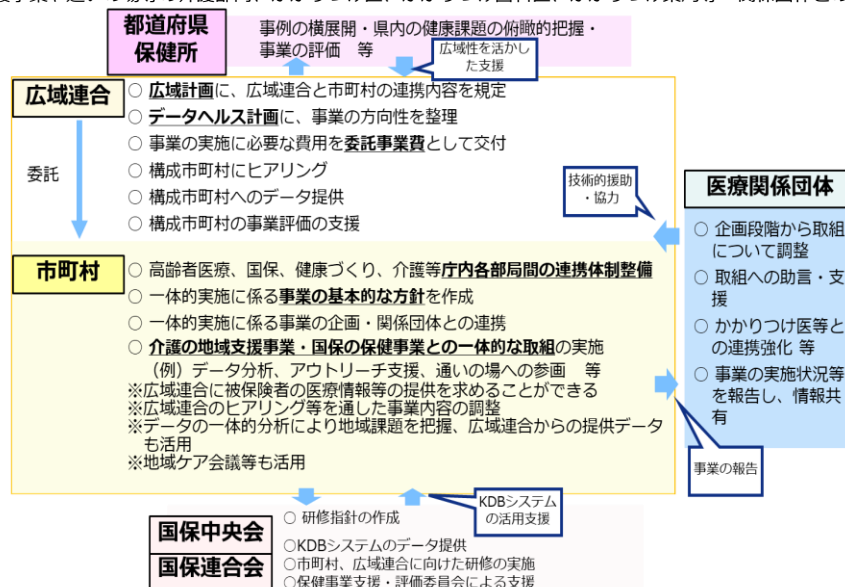 都道府県
保健所
事例の横展開・県内の健康課題の俯瞰的把握・
事業の評価 等
広域性を活かし
た支援
広域連合
○ 広域計画に、広域連合と市町村の連携内容を規定
○ データヘルス計画に、事業の方向性を整理
○ 事業の実施に必要な費用を委託事業費として交付
○ 構成市町村にヒアリング
○ 構成市町村へのデータ提供
○ 構成市町村の事業評価の支援
委託
技術的援助
・協力
市町村
○ 高齢者医療、国保、健康づくり、介護等庁内各部局間の連携体制整備
○ 一体的実施に係る事業の基本的な方針を作成
○ 一体的実施に係る事業の企画・関係団体との連携
○ 介護の地域支援事業・国保の保健事業との一体的な取組の実施
（例）データ分析、アウトリーチ支援、通いの場への参画 等
※広域連合に被保険者の医療情報等の提供を求めることができる
※広域連合のヒアリング等を通した事業内容の調整
※データの一体的分析により地域課題を把握、広域連合からの提供データ
も活用
※地域ケア会議等も活用
医療関係団体
○ 企画段階から取組
について調整
○ 取組への助言・支
援
○ かかりつけ医等と
の連携強化 等
○ 事業の実施状況等
を報告し、情報共
有
事業の報告
KDBシステム
の活用支援
国保中央会
国保連合会
○ 研修指針の作成
○KDBシステムのデータ提供
○市町村、広域連合に向けた研修の実施
○保健事業支援・評価委員会による支援